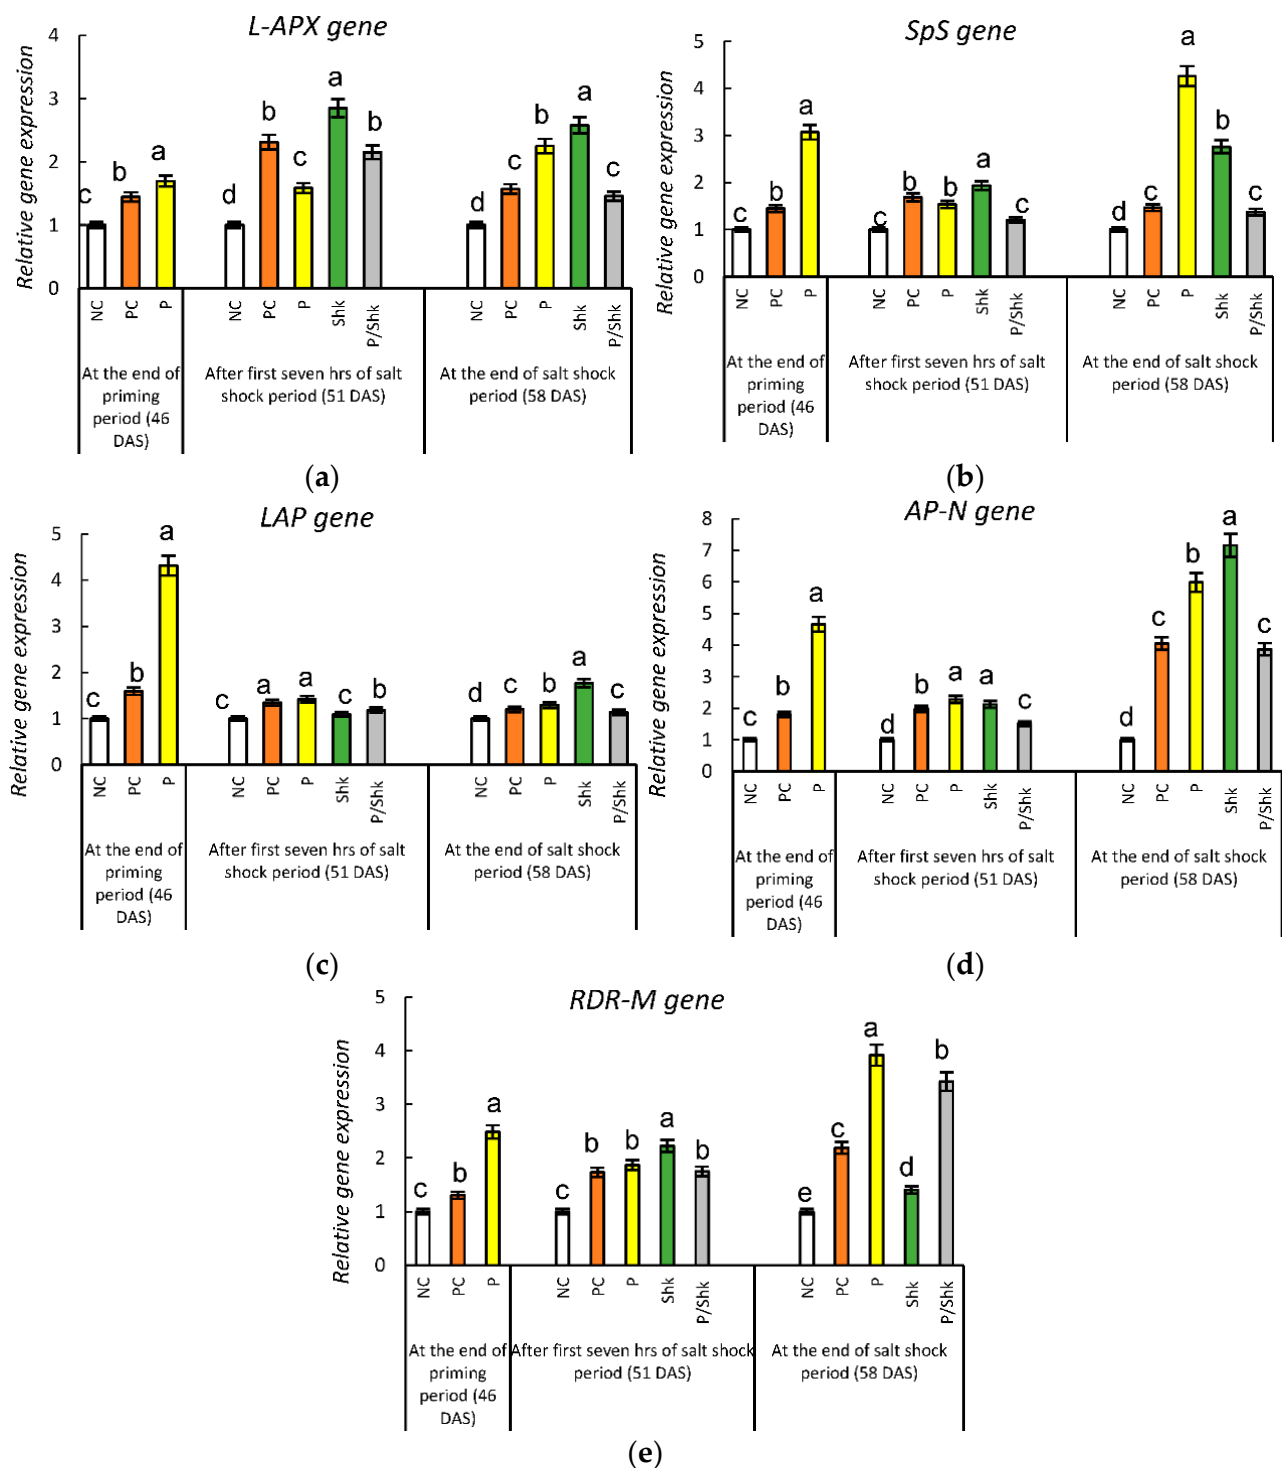 L-APX gene
Relative gene expression
4
3
2
1
0
c
b
a
d
b
c
a
b
d
c
b
a
c
NC
PC
P
NC
PC
P
Shk
P/Shk
NC
PC
P
Shk
P/Shk
At the end of
priming
period (46
DAS)
After first seven hrs of salt
shock period (51 DAS)
At the end of salt shock
period (58 DAS)
(a)
SpS gene
Relative gene expression
5
4
3
2
1
0
c
b
a
c
b
b
a
c
d
c
a
b
c
NC
PC
P
NC
PC
P
Shk
P/Shk
NC
PC
P
Shk
P/Shk
At the end of
priming
period (46
DAS)
After first seven hrs of salt
shock period (51 DAS)
At the end of salt shock
period (58 DAS)
(b)
LAP gene
Relative gene expression
5
4
3
2
1
0
c
b
a
c
a
a
c
b
d
c
b
a
c
NC
PC
P
NC
PC
P
Shk
P/Shk
NC
PC
P
Shk
P/Shk
At the end of
priming
period (46
DAS)
After first seven hrs of salt
shock period (51 DAS)
At the end of salt shock
period (58 DAS)
(c)
AP-N gene
Relative gene expression
8
7
6
5
4
3
2
1
0
c
b
a
d
b
a
a
c
d
c
b
a
c
NC
PC
P
NC
PC
P
Shk
P/Shk
NC
PC
P
Shk
P/Shk
At the end of
priming
period (46
DAS)
After first seven hrs of salt
shock period (51 DAS)
At the end of salt shock
period (58 DAS)
(d)
RDR-M gene
Relative gene expression
5
4
3
2
1
0
c
b
a
c
b
b
a
b
e
c
a
d
b
NC
PC
P
NC
PC
P
Shk
P/Shk
NC
PC
P
Shk
P/Shk
At the end of
priming
period (46
DAS)
After first seven hrs of salt shock
period (51 DAS)
At the end of salt shock
period (58 DAS)
(e)